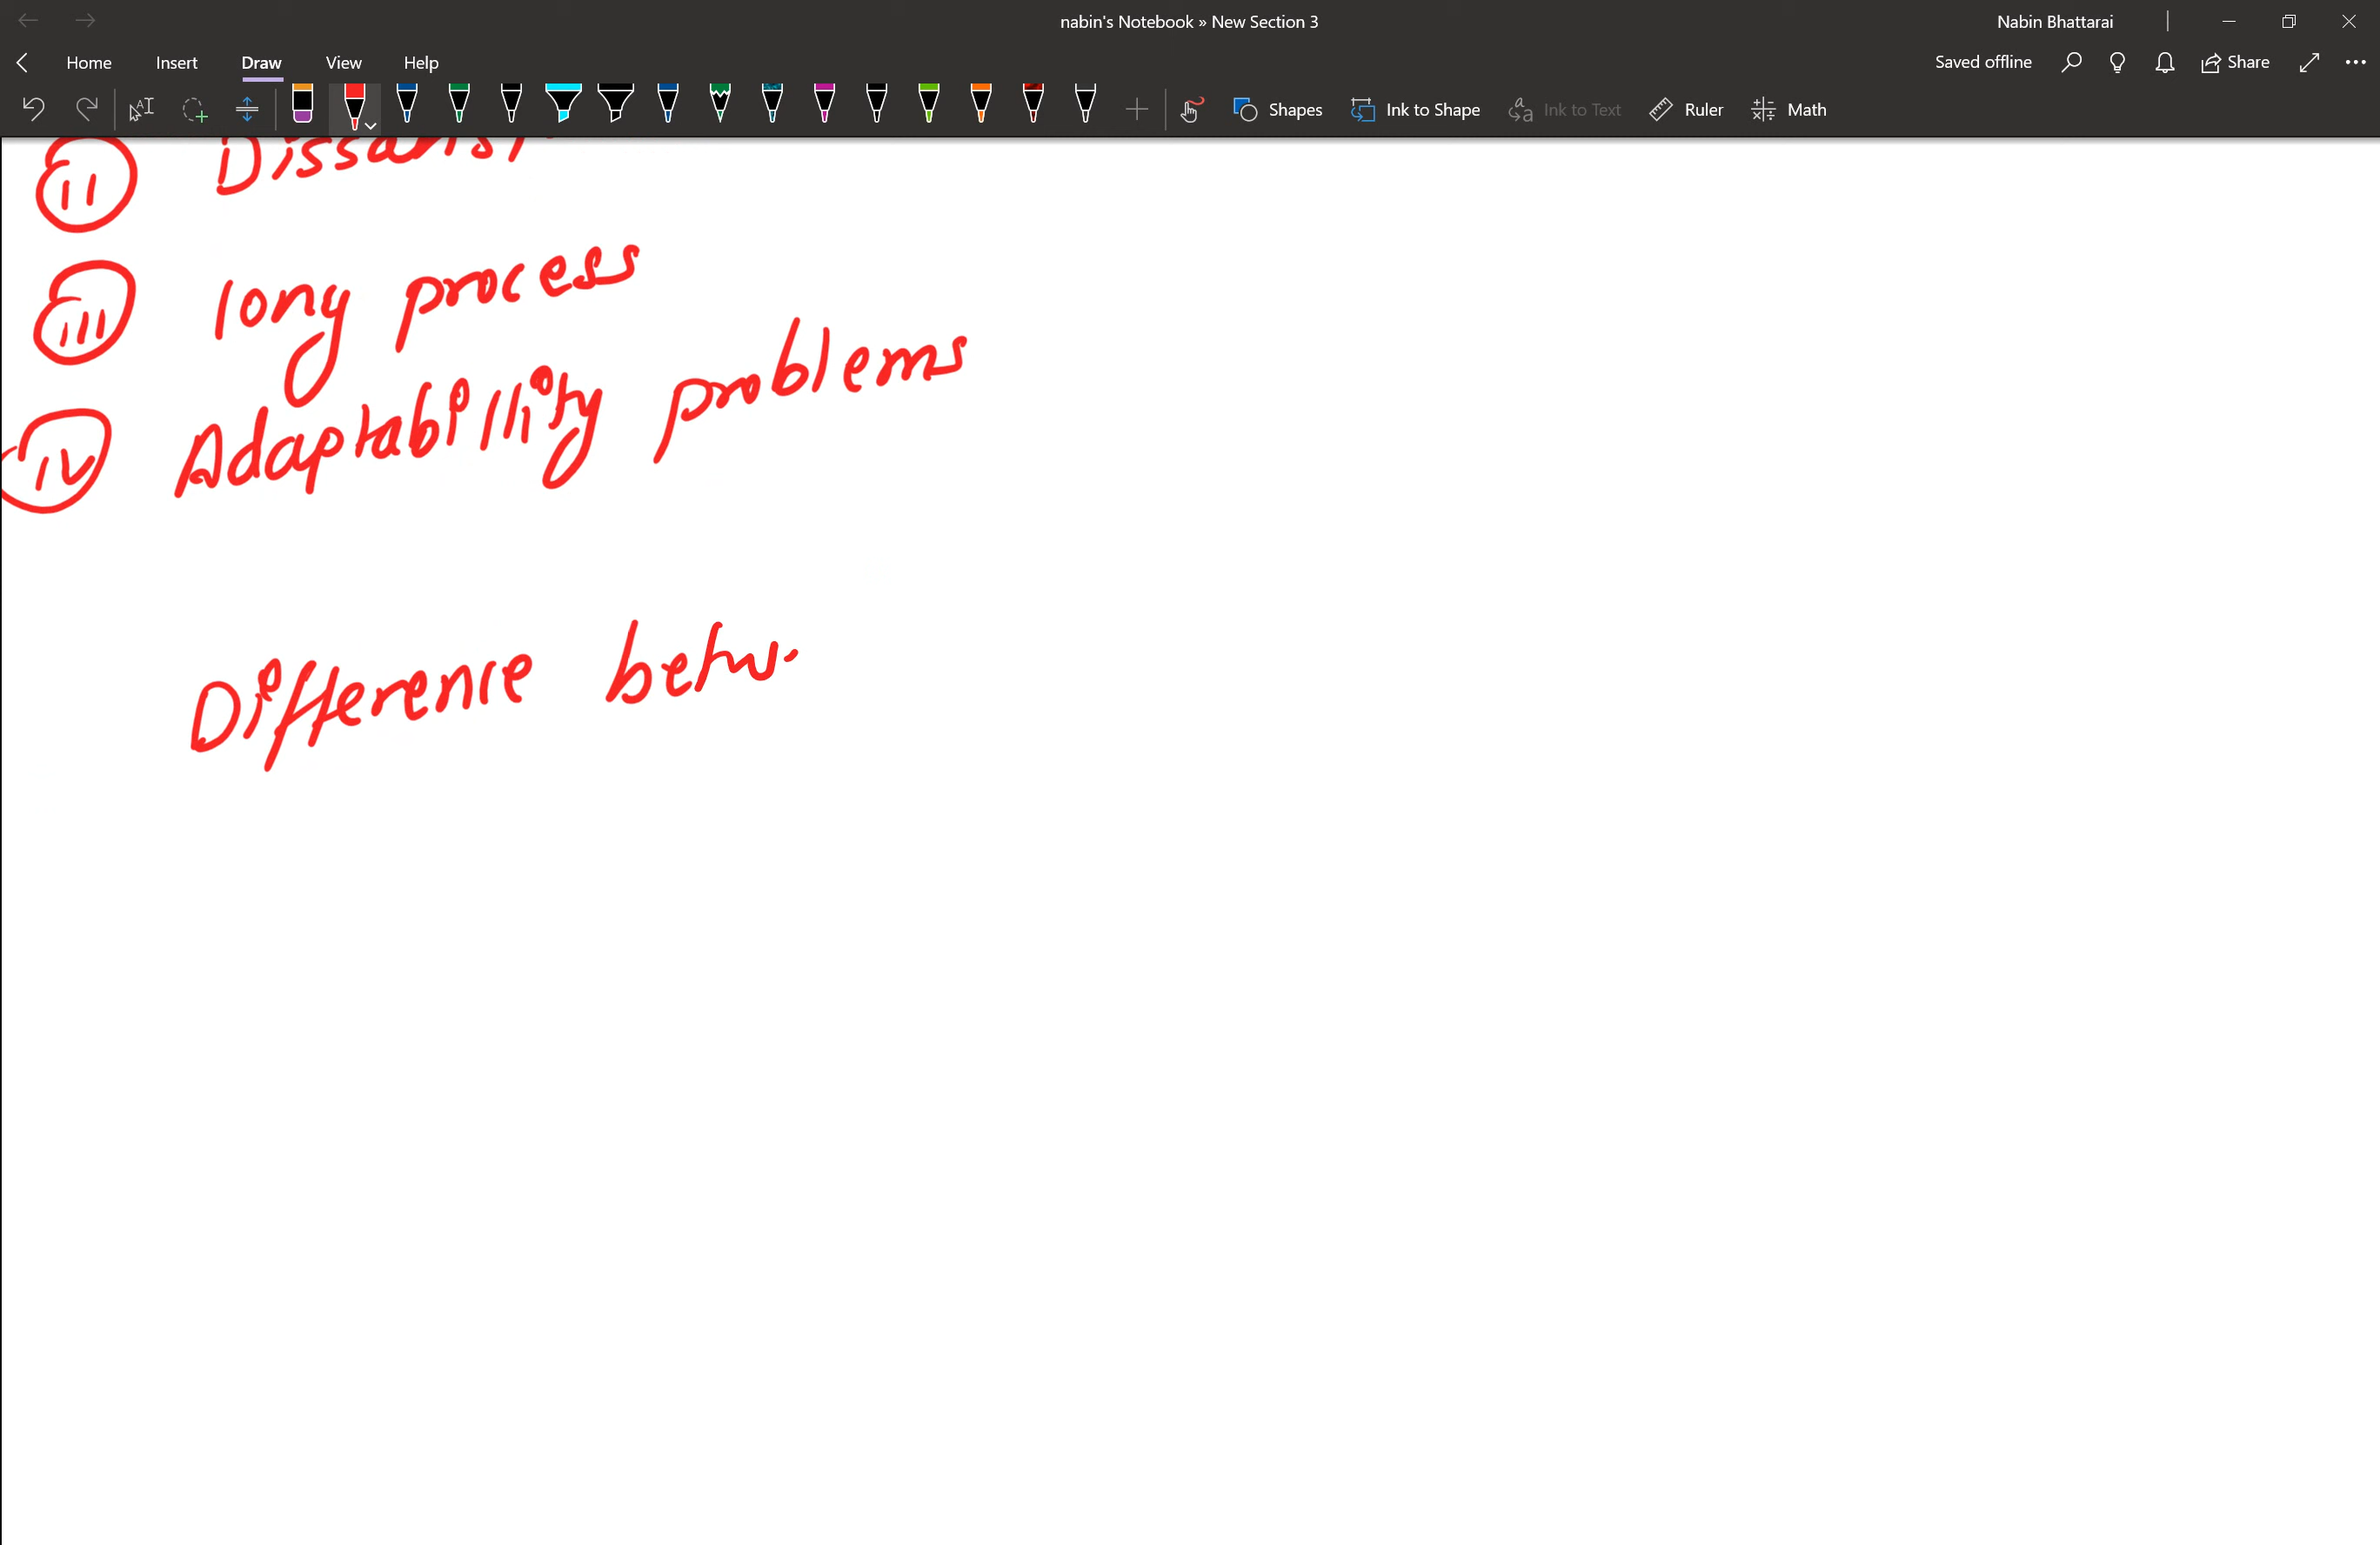 nabin's Notebook » New Section 3
Nabin Bhattarai
Home Insert Draw View Help
Saved offline
Share
Shapes Ink to Shape Ink to Text Ruler Math
ii
iii long process
iv Adaptability problems
Difference betw